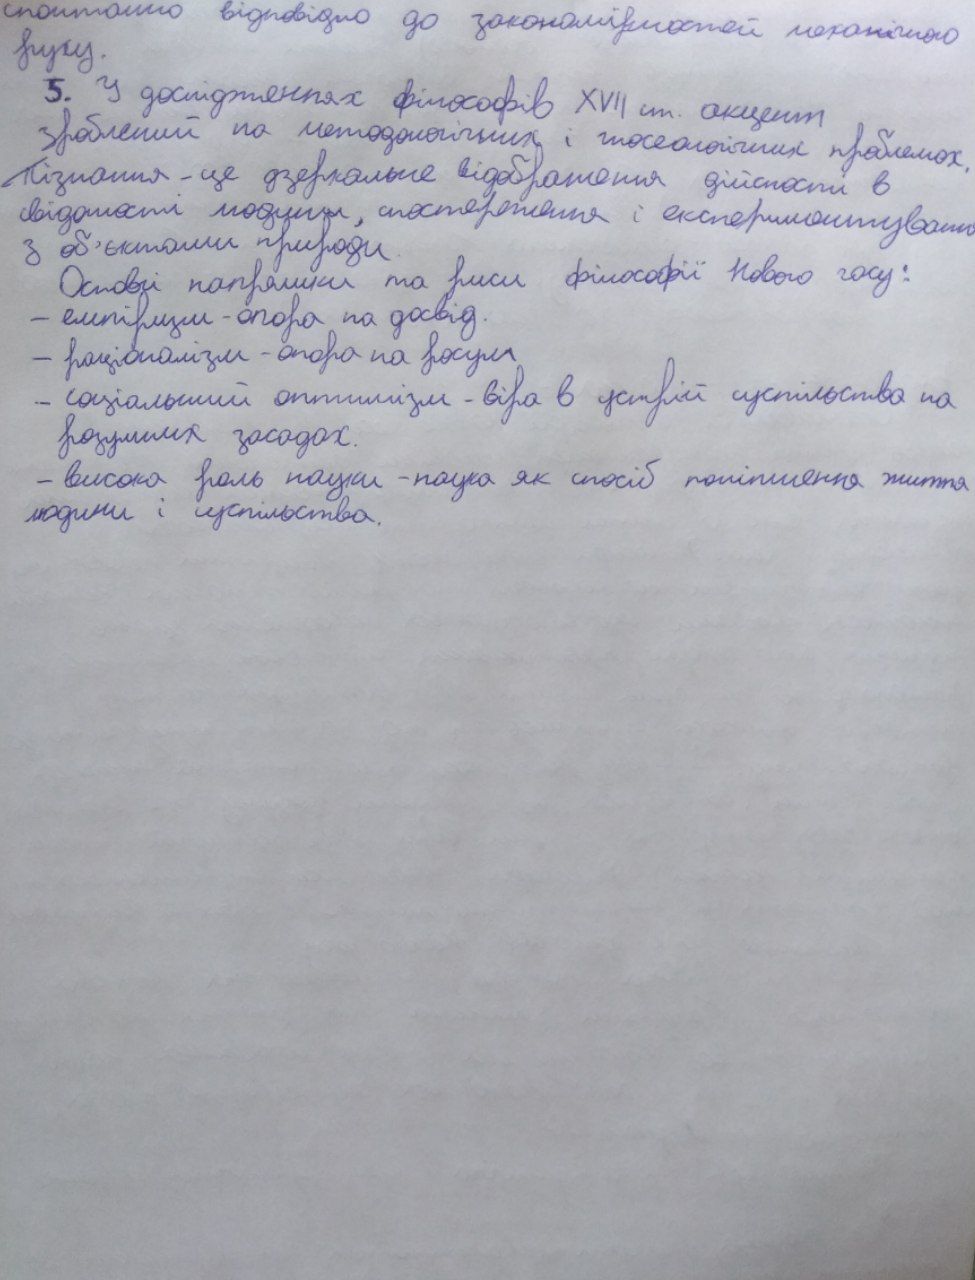 спонтанно відповідно до закономірностей механічного
руху.
5. У дослідженнях філософів XVII ст. акцент
зроблений на методологічних і гносеологічних проблемах.
Пізнання - це дзеркальне відображення дійсності в
свідомості людини, спостереження і експериментування
з об'єктами природи.
Основі напрямки та риси філософії Нового часу:
- емпіризм - опора на досвід.
- раціоналізм - опора на розум
- соціальний оптимізм - віра в устрій суспільства на
розумних засадах.
- висока роль науки - наука як спосіб поліпшення життя
людини і суспільства.